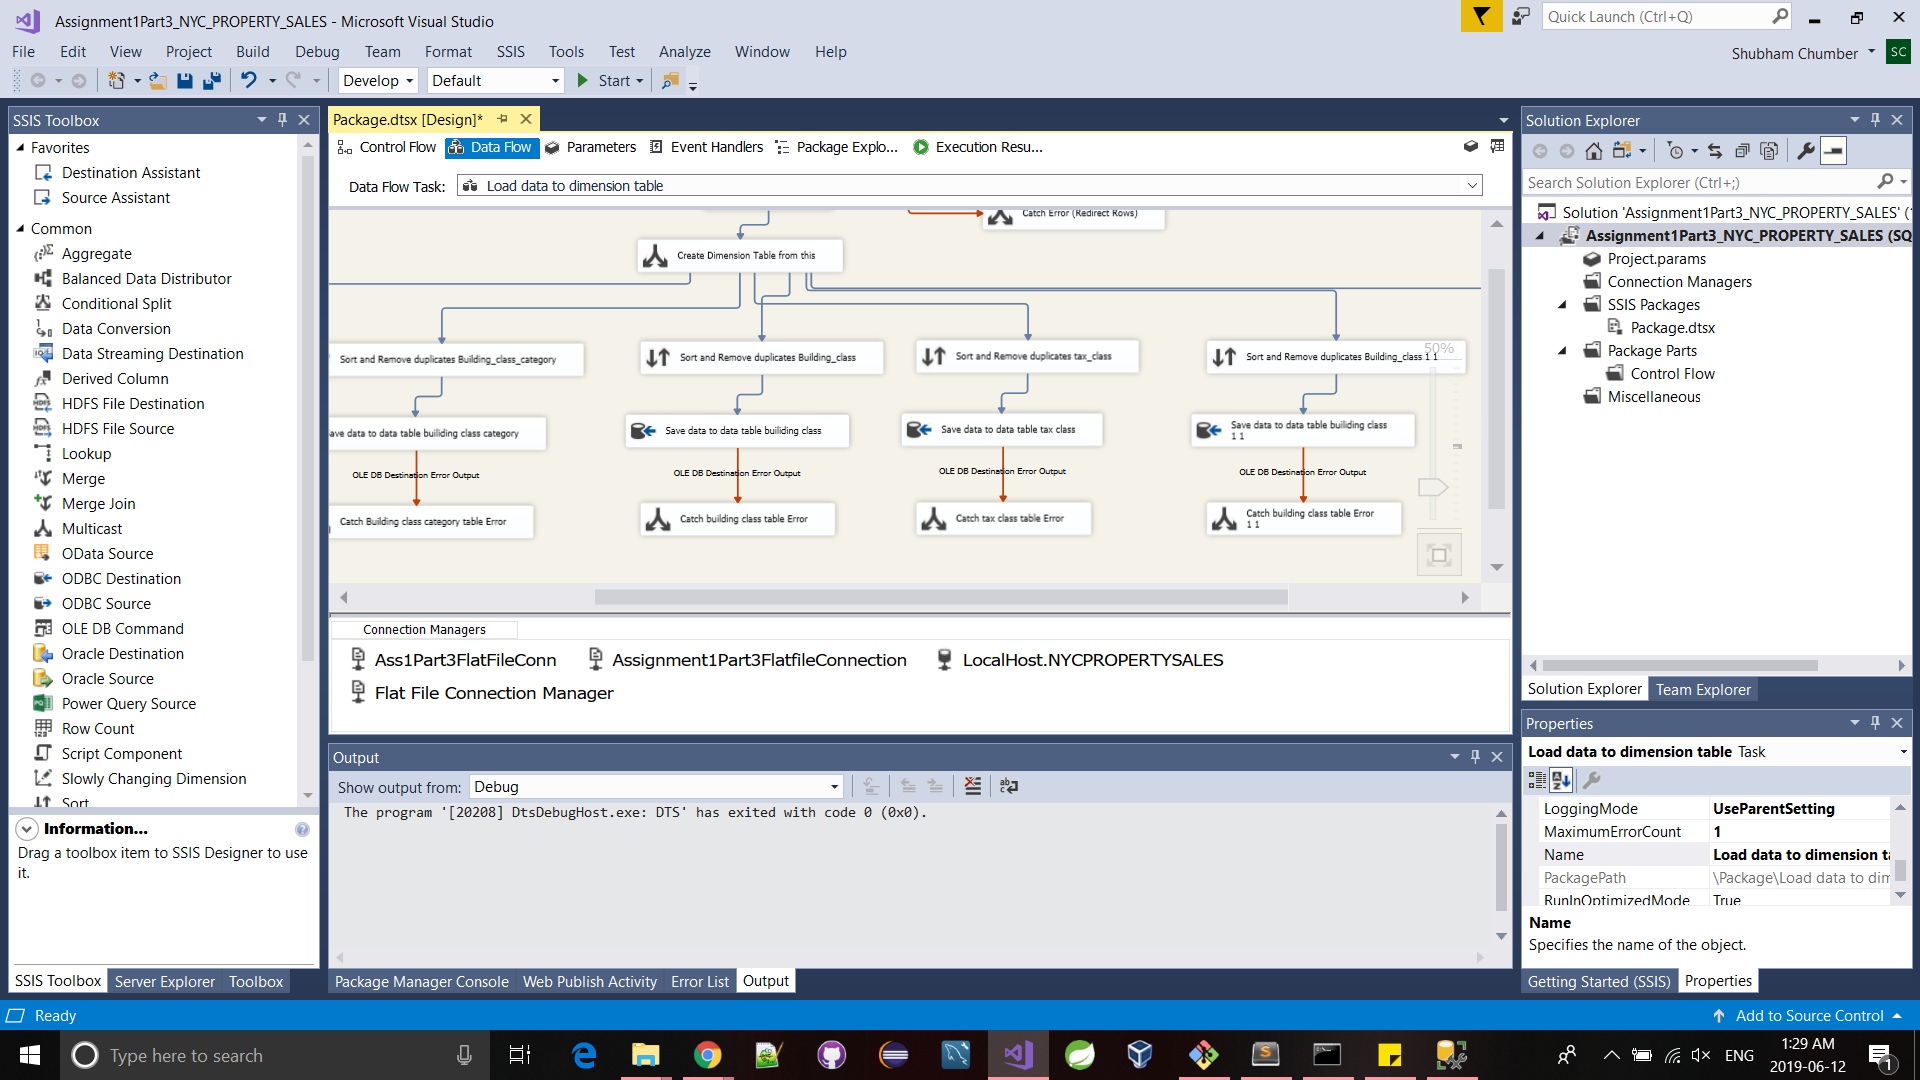 Assignment1Part3_NYC_PROPERTY_SALES - Microsoft Visual Studio
Quick Launch (Ctrl+Q)
File Edit View Project Build Debug Team Format SSIS Tools Test Analyze Window Help
Shubham Chumber SC
Develop Default Start
SSIS Toolbox
Favorites
Destination Assistant
Source Assistant
Common
Aggregate
Balanced Data Distributor
Conditional Split
Data Conversion
Data Streaming Destination
Derived Column
HDFS File Destination
HDFS File Source
Lookup
Merge
Merge Join
Multicast
OData Source
ODBC Destination
ODBC Source
OLE DB Command
Oracle Destination
Oracle Source
Power Query Source
Row Count
Script Component
Slowly Changing Dimension
Sort
Information...
Drag a toolbox item to SSIS Designer to use
it.
SSIS Toolbox Server Explorer Toolbox
Package.dtsx [Design]*
Control Flow Data Flow Parameters Event Handlers Package Explo... Execution Resu...
Data Flow Task: Load data to dimension table
Catch Error (Redirect Rows)
Create Dimension Table from this
Sort and Remove duplicates Building_class_category
Sort and Remove duplicates Building_class
Sort and Remove duplicates tax_class
Sort and Remove duplicates Building_class 1 1
50%
ave data to data table building class category
Save data to data table building class
Save data to data table tax class
Save data to data table building class
1 1
OLE DB Destination Error Output
OLE DB Destination Error Output
OLE DB Destination Error Output
OLE DB Destination Error Output
Catch Building class category table Error
Catch building class table Error
Catch tax class table Error
Catch building class table Error
1 1
Connection Managers
Ass1Part3FlatFileConn Assignment1Part3FlatfileConnection LocalHost.NYCPROPERTYSALES
Flat File Connection Manager
Output
Show output from: Debug
The program '[20208] DtsDebugHost.exe: DTS' has exited with code 0 (0x0).
Package Manager Console Web Publish Activity Error List Output
Solution Explorer
Search Solution Explorer (Ctrl+;)
Solution 'Assignment1Part3_NYC_PROPERTY_SALES' (
Assignment1Part3_NYC_PROPERTY_SALES (SQ
Project.params
Connection Managers
SSIS Packages
Package.dtsx
Package Parts
Control Flow
Miscellaneous
Solution Explorer Team Explorer
Properties
Load data to dimension table Task
LoggingMode UseParentSetting
MaximumErrorCount 1
Name Load data to dimension ta
PackagePath \Package\Load data to dim
RunInOptimizedMode True
Name
Specifies the name of the object.
Getting Started (SSIS) Properties
Ready
Add to Source Control
Type here to search
ENG
1:29 AM
2019-06-12
1